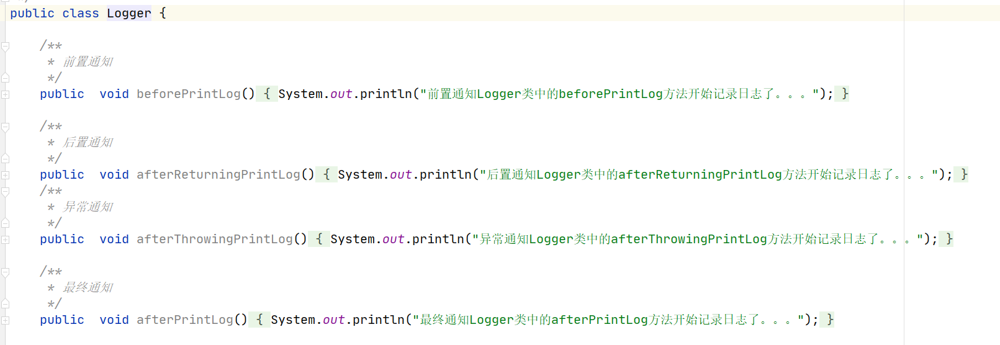 public class Logger {
/**
* 前置通知
*/
public  void beforePrintLog() { System.out.println("前置通知Logger类中的beforePrintLog方法开始记录日志了。。。"); }
/**
* 后置通知
*/
public  void afterReturningPrintLog() { System.out.println("后置通知Logger类中的afterReturningPrintLog方法开始记录日志了。。。"); }
/**
* 异常通知
*/
public  void afterThrowingPrintLog() { System.out.println("异常通知Logger类中的afterThrowingPrintLog方法开始记录日志了。。。"); }
/**
* 最终通知
*/
public  void afterPrintLog() { System.out.println("最终通知Logger类中的afterPrintLog方法开始记录日志了。。。"); }